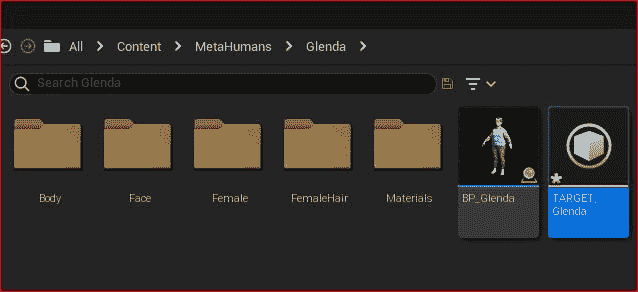 All > Content > MetaHumans > Glenda >
Search Glenda
Body
Face
Female
FemaleHair
Materials
BP_Glenda
TARGET_
Glenda